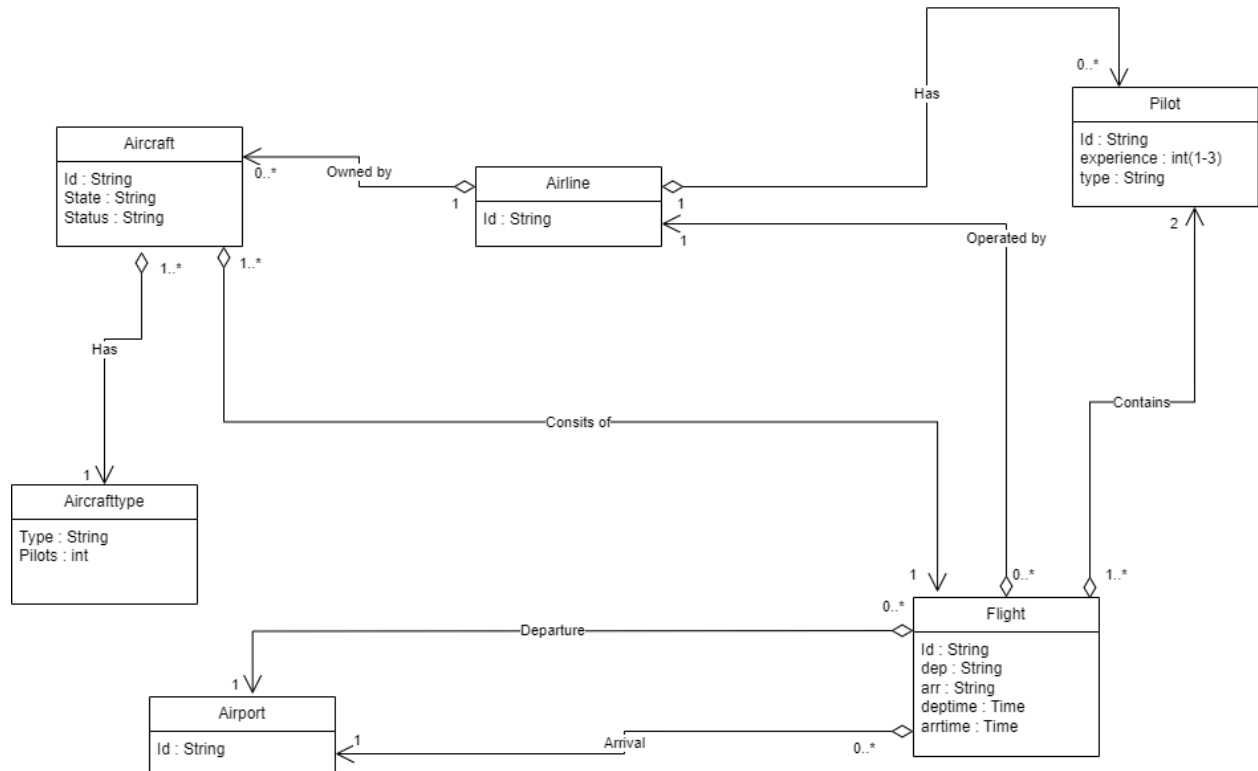 Has
0..*
Pilot
Id : String
experience : int(1-3)
type : String
2
Aircraft
Id : String
State : String
Status : String
0..*
Owned by
1
Airline
Id : String
1
1
Operated by
1..*
1..*
Has
1
Aircrafttype
Type : String
Pilots : int
Consits of
Contains
1
0..*
1..*
0..*
Flight
Id : String
dep : String
arr : String
deptime : Time
arrtime : Time
Departure
1
Airport
Id : String
1
Arrival
0..*